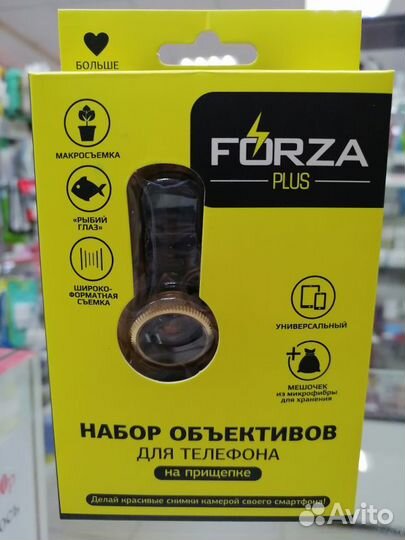 БОЛЬШЕ
FORZA
PLUS
МАКРОСЪЕМКА
«РЫБИЙ
ГЛАЗ»
ШИРОКО-
ФОРМАТНАЯ
СЪЕМКА
УНИВЕРСАЛЬНЫЙ
МЕШОЧЕК
из микрофибры
для хранения
НАБОР ОБЪЕКТИВОВ
ДЛЯ ТЕЛЕФОНА
на прищепке
Делай красивые снимки камерой своего смартфона!
Avito